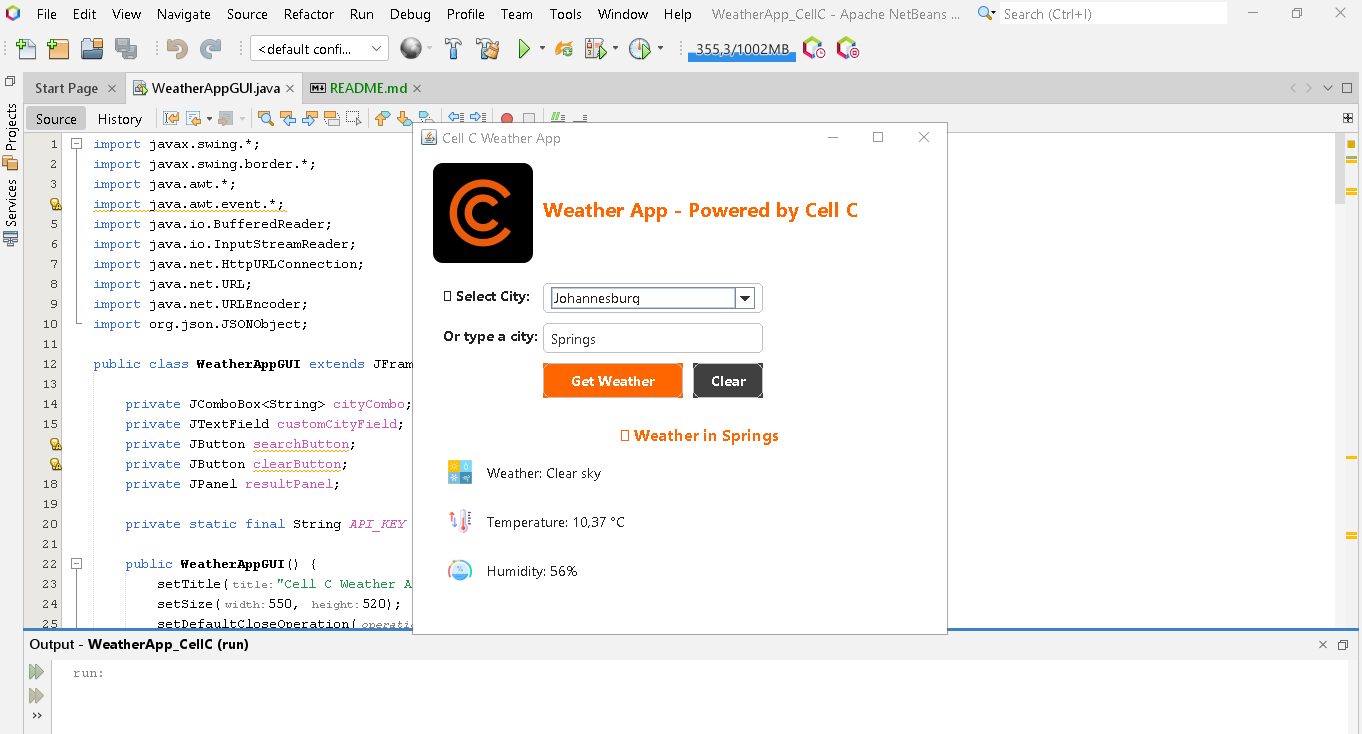 File Edit View Navigate Source Refactor Run Debug Profile Team Tools Window Help WeatherApp_CellC - Apache NetBeans ... Search (Ctrl+I)
<default confi... 355,3/1002MB
Start Page WeatherAppGUI.java README.md
Source History
Projects
Services
1 import javax.swing.*;
2 import javax.swing.border.*;
3 import java.awt.*;
import java.awt.event.*;
5 import java.io.BufferedReader;
6 import java.io.InputStreamReader;
7 import java.net.HttpURLConnection;
8 import java.net.URL;
9 import java.net.URLEncoder;
10 import org.json.JSONObject;
11
12 public class WeatherAppGUI extends JFram
13
14 private JComboBox<String> cityCombo;
15 private JTextField customCityField;
private JButton searchButton;
private JButton clearButton;
18 private JPanel resultPanel;
19
20 private static final String API_KEY
21
22 public WeatherAppGUI() {
23 setTitle(title:"Cell C Weather A
24 setSize(width:550, height:520);
25 setDefaultCloseOperation(operatio
Cell C Weather App
Weather App - Powered by Cell C
Select City: Johannesburg
Or type a city: Springs
Get Weather Clear
Weather in Springs
Weather: Clear sky
Temperature: 10,37 °C
Humidity: 56%
Output - WeatherApp_CellC (run)
run: